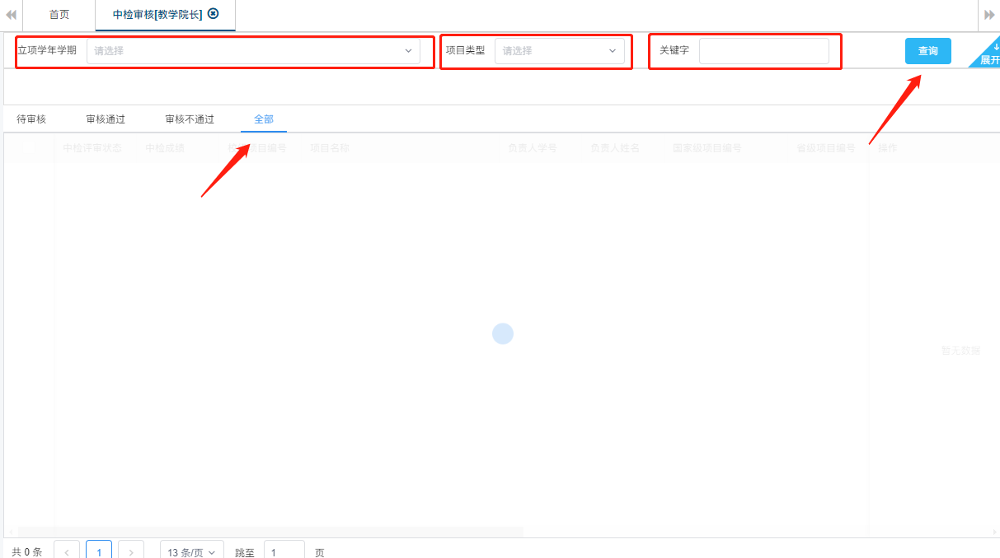 首页 中检审核[教学院长]
立项学年学期 请选择 项目类型 请选择 关键字 查询 展开
待审核 审核通过 审核不通过 全部
中检评审状态 中检成绩 项目编号 项目名称 负责人学号 负责人姓名 国家级项目编号 省级项目编号 操作
暂无数据
共 0 条 1 13 条/页 跳至 1 页